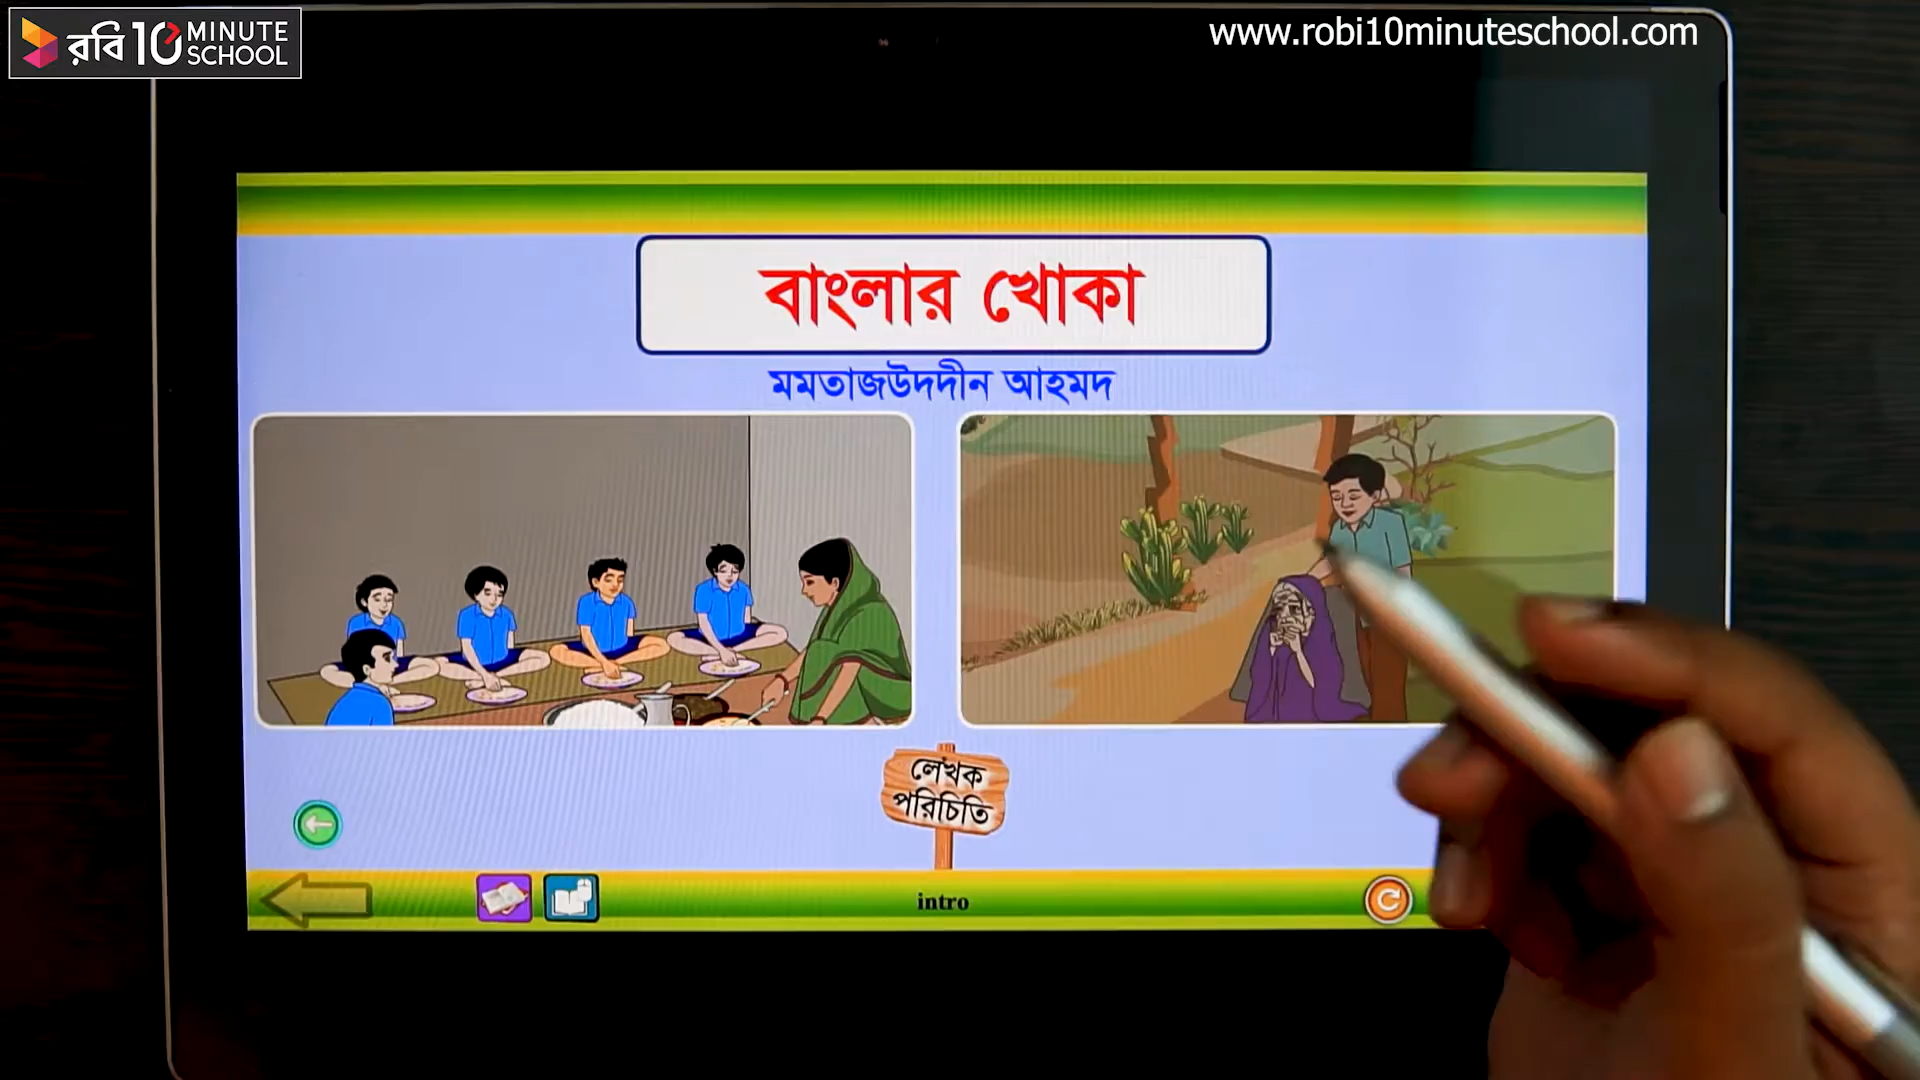 রবি 10 MINUTE SCHOOL
www.robi10minuteschool.com
বাংলার খোকা
মমতাজউদদীন আহমদ
লেখক
পরিচিতি
intro